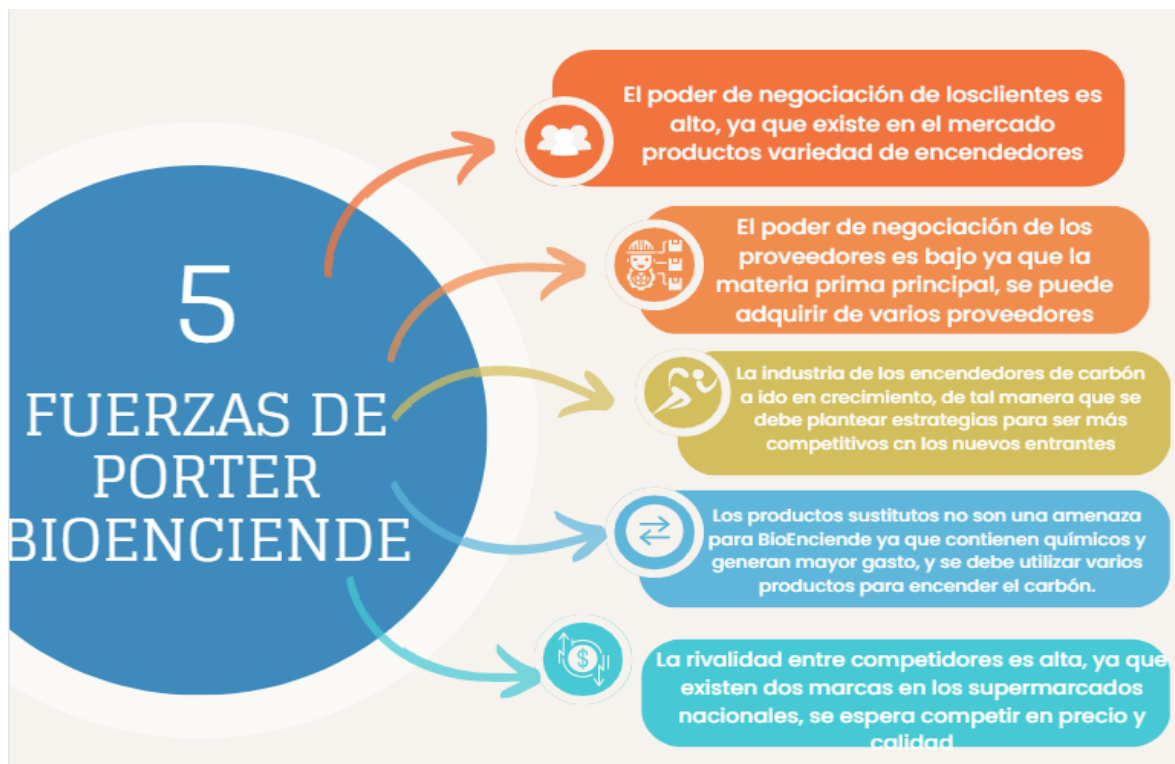 5
FUERZAS DE
PORTER
BIOENCIENDE
El poder de negociación de losclientes es
alto, ya que existe en el mercado
productos variedad de encendedores
El poder de negociación de los
proveedores es bajo ya que la
materia prima principal, se puede
adquirir de varios proveedores
La industria de los encendedores de carbón
a ido en crecimiento, de tal manera que se
debe plantear estrategias para ser más
competitivos cn los nuevos entrantes
Los productos sustitutos no son una amenaza
para BioEnciende ya que contienen químicos y
generan mayor gasto, y se debe utilizar varios
productos para encender el carbón.
$
La rivalidad entre competidores es alta, ya que
existen dos marcas en los supermarcados
nacionales, se espera competir en precio y
calidad